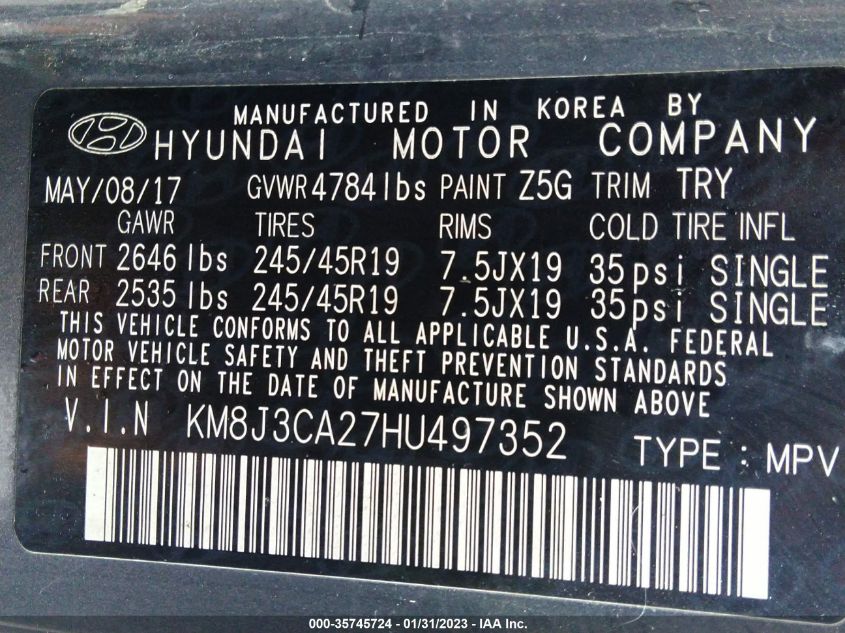 MANUFACTURED IN KOREA BY
HYUNDAI MOTOR COMPANY
MAY/08/17 GVWR 4784 lbs PAINT Z5G TRIM TRY
GAWR TIRES RIMS COLD TIRE INFL
FRONT 2646 lbs 245/45R19 7.5JX19 35psi SINGLE
REAR 2535 lbs 245/45R19 7.5JX19 35psi SINGLE
THIS VEHICLE CONFORMS TO ALL APPLICABLE U.S.A. FEDERAL
MOTOR VEHICLE SAFETY AND THEFT PREVENTION STANDARDS
IN EFFECT ON THE DATE OF MANUFACTURE SHOWN ABOVE
V.I.N KM8J3CA27HU497352 TYPE : MPV
000-35745724 - 01/31/2023 - IAA Inc.